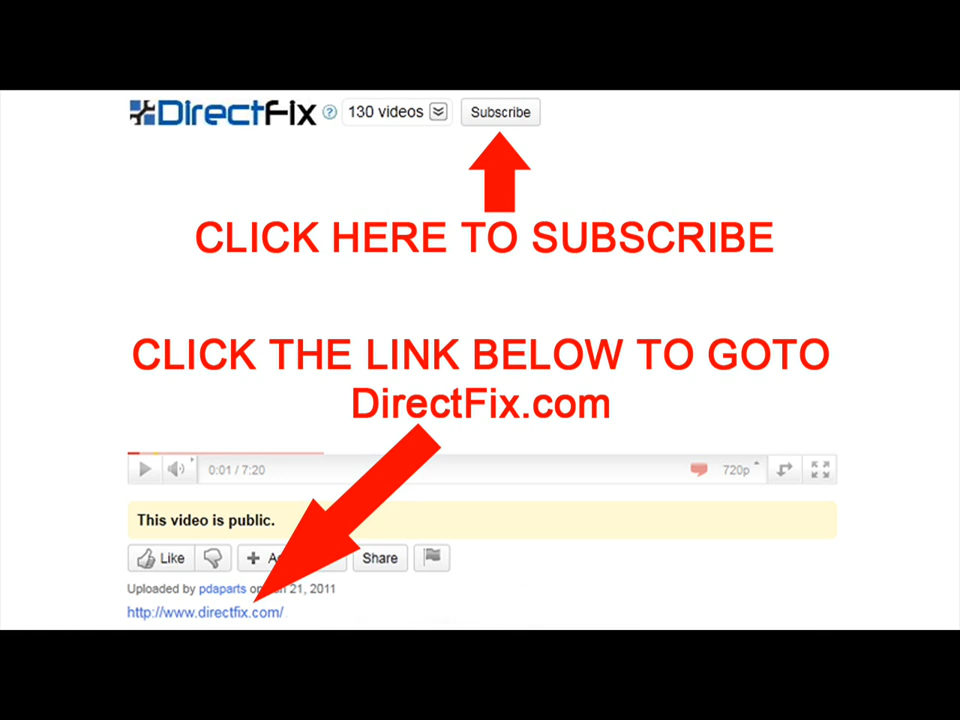 DirectFix ? 130 videos Subscribe
CLICK HERE TO SUBSCRIBE
CLICK THE LINK BELOW TO GOTO
DirectFix.com
0:01 / 7:20 720p
This video is public.
Like + Share
Uploaded by pdaparts 21, 2011
http://www.directfix.com/